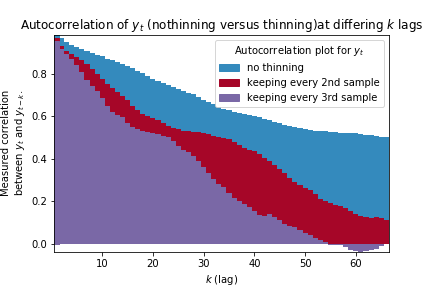 Autocorrelation of y_t (nothinning versus thinning)at differing k lags
Autocorrelation plot for y_t
no thinning
keeping every 2nd sample
keeping every 3rd sample
Measured correlation
between y_t and y_{t-k}.
0.8
0.6
0.4
0.2
0.0
10 20 30 40 50 60
k (lag)